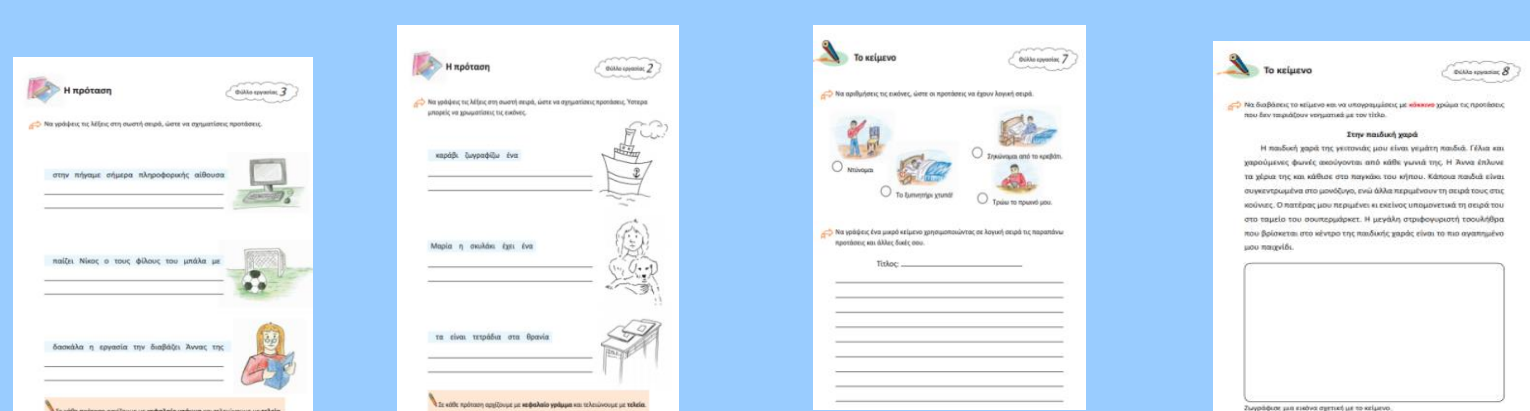 Η πρόταση
Φύλλο εργασίας 3
Να γράψεις τις λέξεις στη σωστή σειρά, ώστε να σχηματίσεις προτάσεις.
στην πήγαμε σήμερα πληροφορικής αίθουσα
παίζει Νίκος ο τους φίλους του μπάλα με
δασκάλα η εργασία την διαβάζει Άννας της
Σε κάθε πρόταση αρχίζουμε με κεφαλαίο γράμμα και τελειώνουμε με τελεία.
Η πρόταση
Φύλλο εργασίας 2
Να γράψεις τις λέξεις στη σωστή σειρά, ώστε να σχηματίσεις προτάσεις. Ύστερα
μπορείς να χρωματίσεις τις εικόνες.
καράβι ζωγραφίζω ένα
Μαρία η σκυλάκι έχει ένα
τα είναι τετράδια στα θρανία
Σε κάθε πρόταση αρχίζουμε με κεφαλαίο γράμμα και τελειώνουμε με τελεία.
Το κείμενο
Φύλλο εργασίας 7
Να αριθμήσεις τις εικόνες, ώστε οι προτάσεις να έχουν λογική σειρά.
Ντύνομαι
Σηκώνομαι από το κρεβάτι.
Το ξυπνητήρι χτυπά!
Τρώω το πρωινό μου.
Να γράψεις ένα μικρό κείμενο χρησιμοποιώντας σε λογική σειρά τις παραπάνω
προτάσεις και άλλες δικές σου.
Τίτλος:
Το κείμενο
Φύλλο εργασίας 8
Να διαβάσεις το κείμενο και να υπογραμμίσεις με κόκκινο χρώμα τις προτάσεις
που δεν ταιριάζουν νοηματικά με τον τίτλο.
Στην παιδική χαρά
Η παιδική χαρά της γειτονιάς μου είναι γεμάτη παιδιά. Γέλια και
χαρούμενες φωνές ακούγονται από κάθε γωνιά της. Η Άννα έπλυνε
τα χέρια της και κάθισε στο παγκάκι του κήπου. Κάποια παιδιά είναι
συγκεντρωμένα στο μονόζυγο, ενώ άλλα περιμένουν τη σειρά τους στις
κούνιες. Ο πατέρας μου περιμένει κι εκείνος υπομονετικά τη σειρά του
στο ταμείο του σουπερμάρκετ. Η μεγάλη στριφογυριστή τσουλήθρα
που βρίσκεται στο κέντρο της παιδικής χαράς είναι το πιο αγαπημένο
μου παιχνίδι.
Ζωγράφισε μια εικόνα σχετική με το κείμενο.